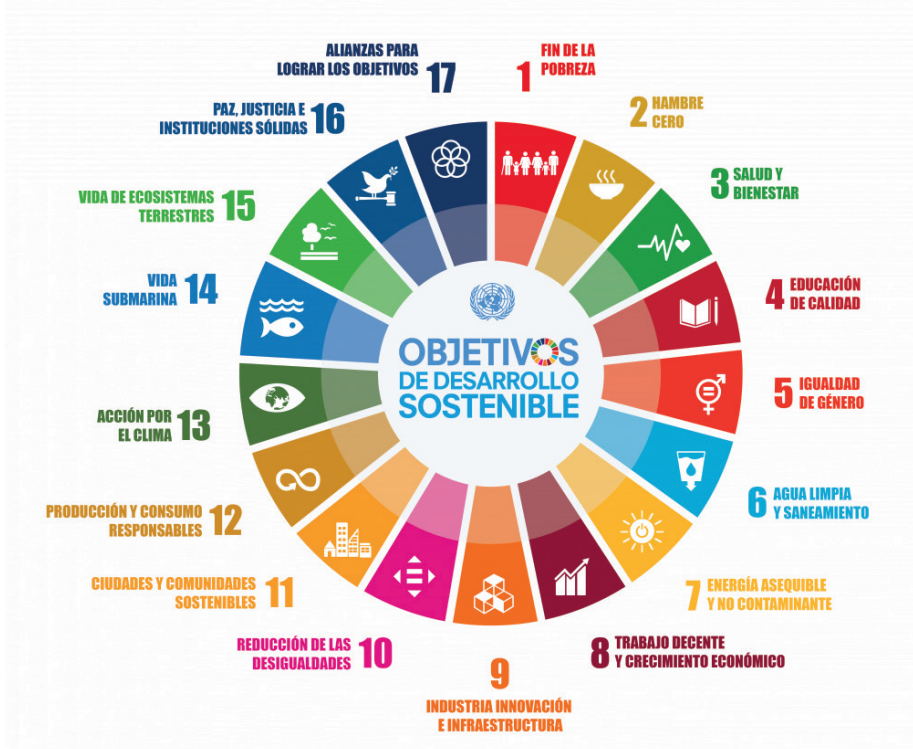 1 FIN DE LA
POBREZA
2 HAMBRE
CERO
3 SALUD Y
BIENESTAR
4 EDUCACIÓN
DE CALIDAD
5 IGUALDAD
DE GÉNERO
6 AGUA LIMPIA
Y SANEAMIENTO
7 ENERGÍA ASEQUIBLE
Y NO CONTAMINANTE
8 TRABAJO DECENTE
Y CRECIMIENTO ECONÓMICO
9
INDUSTRIA INNOVACIÓN
E INFRAESTRUCTURA
REDUCCIÓN DE LAS
DESIGUALDADES 10
CIUDADES Y COMUNIDADES
SOSTENIBLES 11
PRODUCCIÓN Y CONSUMO
RESPONSABLES 12
ACCIÓN POR
EL CLIMA 13
VIDA
SUBMARINA 14
VIDA DE ECOSISTEMAS
TERRESTRES 15
PAZ, JUSTICIA E
INSTITUCIONES SÓLIDAS 16
ALIANZAS PARA
LOGRAR LOS OBJETIVOS 17
OBJETIVOS
DE DESARROLLO
SOSTENIBLE